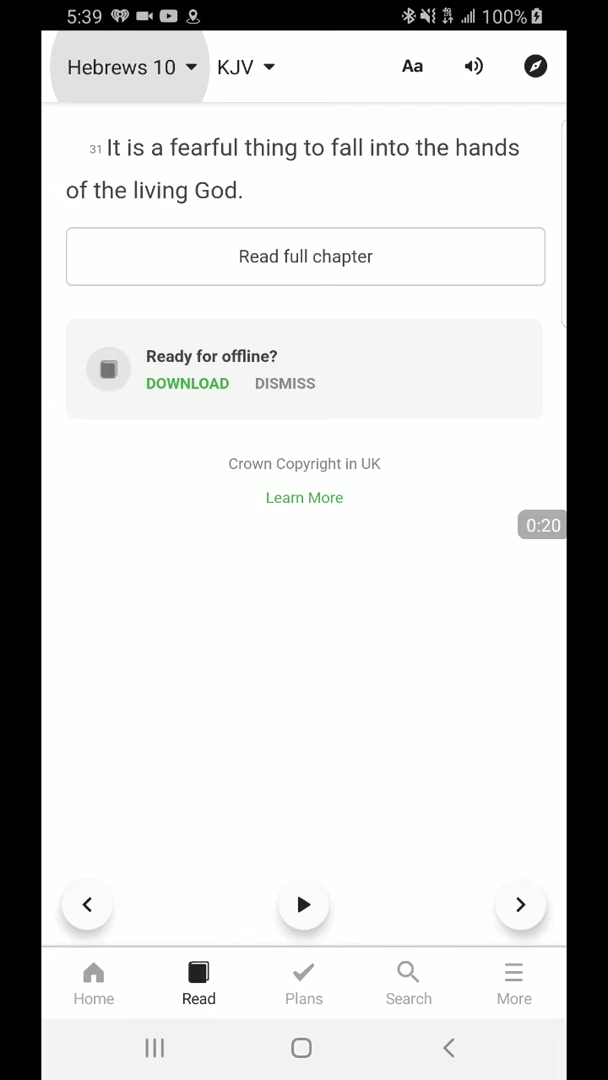 5:39 100%
Hebrews 10 KJV Aa
31 It is a fearful thing to fall into the hands
of the living God.
Read full chapter
Ready for offline?
DOWNLOAD DISMISS
Crown Copyright in UK
Learn More
0:20
Home Read Plans Search More